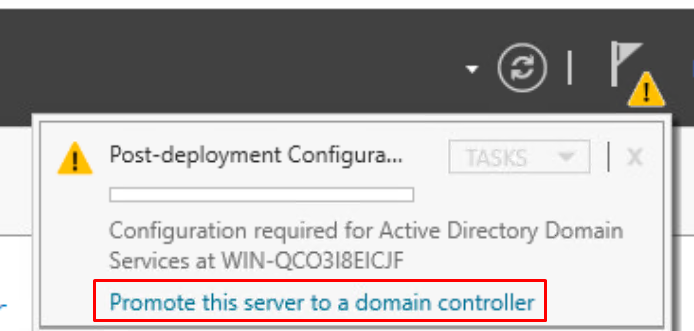 Post-deployment Configura...
TASKS
x
Configuration required for Active Directory Domain
Services at WIN-QCO3I8EICJF
Promote this server to a domain controller